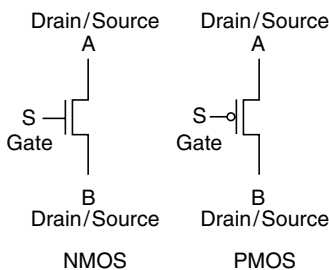 Drain/Source
A
S
Gate
B
Drain/Source
NMOS
Drain/Source
A
S
Gate
B
Drain/Source
PMOS